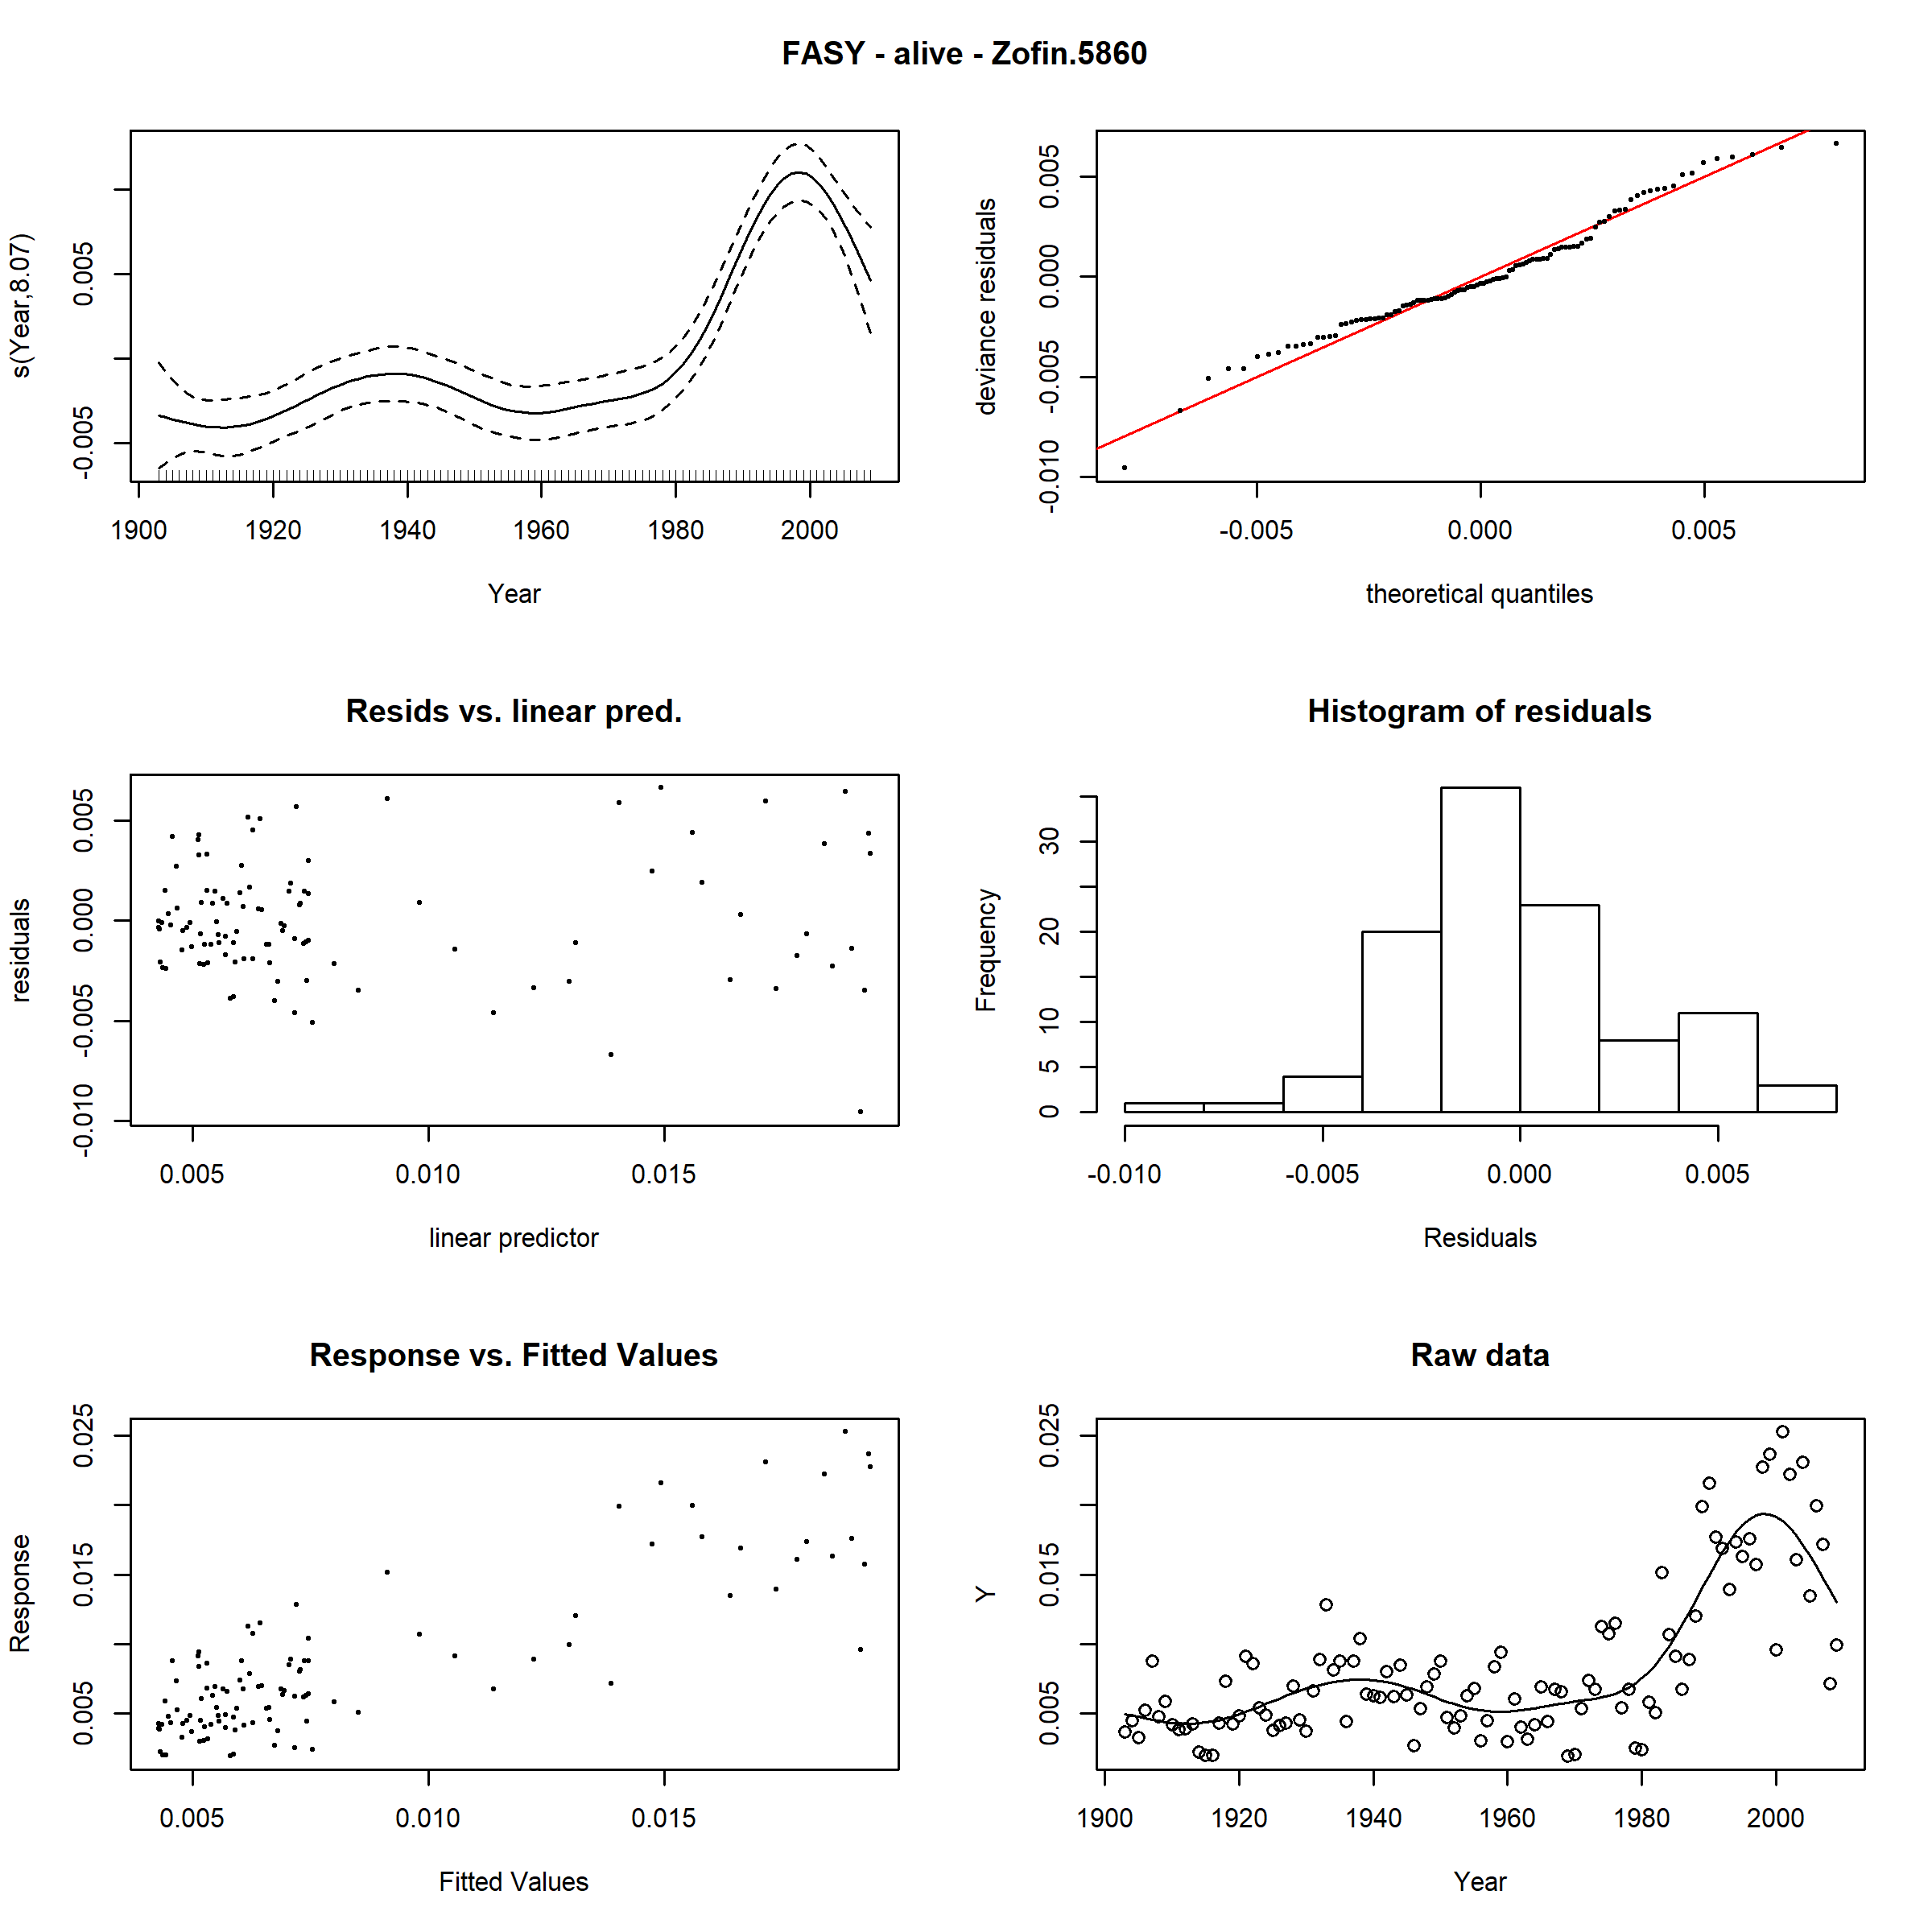 FASY - alive - Zofin.5860
s(Year,8.07)
0.005
-0.005
1900 1920 1940 1960 1980 2000
Year
deviance residuals
0.005
0.000
-0.005
-0.010
-0.005 0.000 0.005
theoretical quantiles
Resids vs. linear pred.
residuals
0.005
0.000
-0.005
-0.010
0.005 0.010 0.015
linear predictor
Histogram of residuals
Frequency
30
20
10
5
0
-0.010 -0.005 0.000 0.005
Residuals
Response vs. Fitted Values
Response
0.025
0.015
0.005
0.005 0.010 0.015
Fitted Values
Raw data
Y
0.025
0.015
0.005
1900 1920 1940 1960 1980 2000
Year